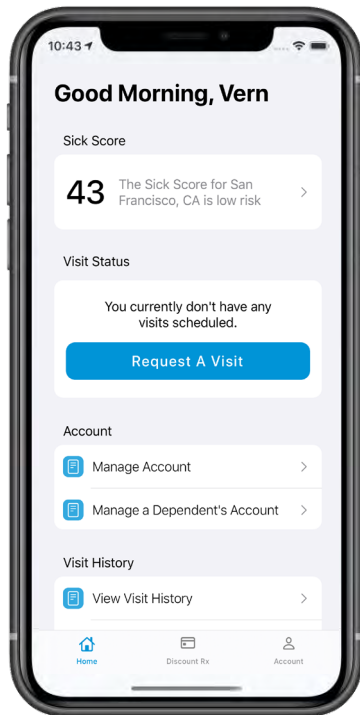 10:43
Good Morning, Vern
Sick Score
43
The Sick Score for San
Francisco, CA is low risk
Visit Status
You currently don't have any
visits scheduled.
Request A Visit
Account
Manage Account
Manage a Dependent's Account
Visit History
View Visit History
Home
Discount Rx
Account